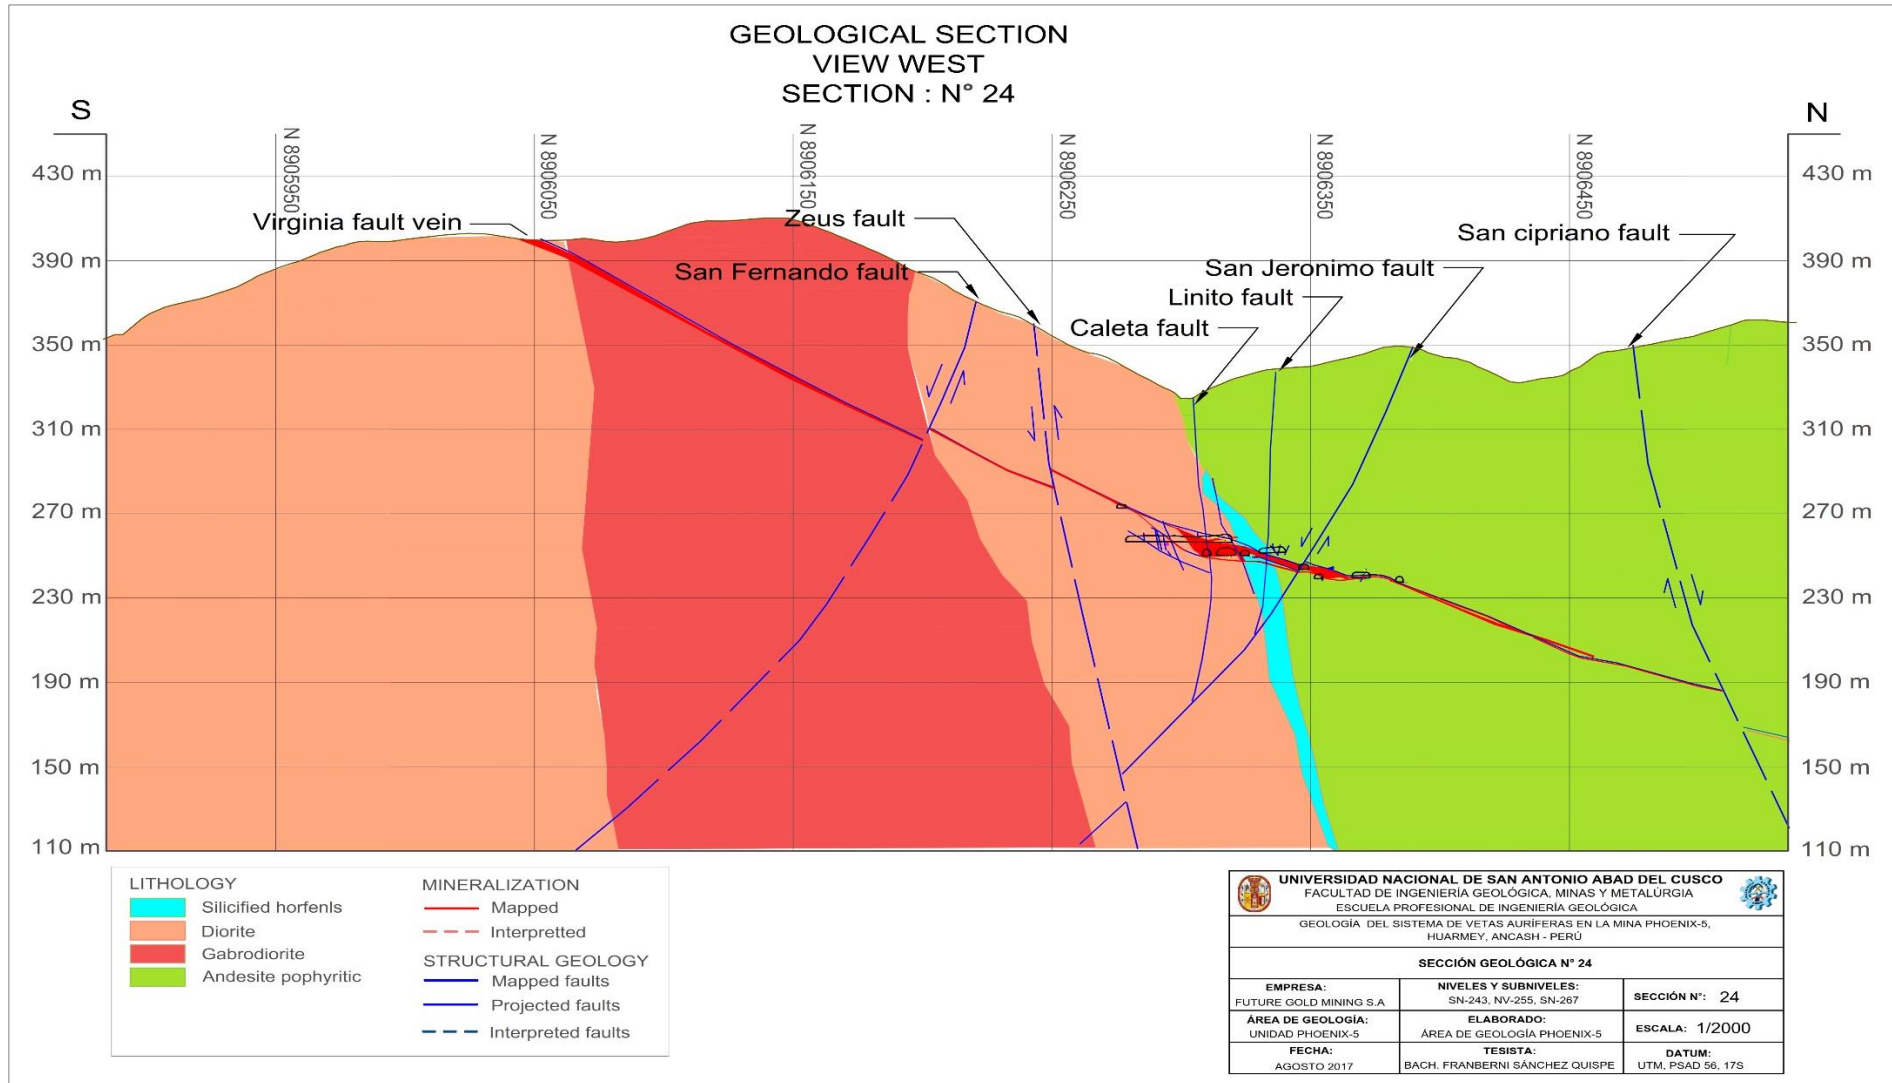 GEOLOGICAL SECTION
VIEW WEST
SECTION : N° 24
S
N
N 8905950
N 8906050
N 8906150
N 8906250
N 8906350
N 8906450
430 m
430 m
Virginia fault vein
Zeus fault
San cipriano fault
390 m
390 m
San Fernando fault
San Jeronimo fault
Linito fault
Caleta fault
350 m
350 m
310 m
310 m
270 m
270 m
230 m
230 m
190 m
190 m
150 m
150 m
110 m
110 m
LITHOLOGY
Silicified horfenls
Diorite
Gabrodiorite
Andesite pophyritic
MINERALIZATION
Mapped
Interpretted
STRUCTURAL GEOLOGY
Mapped faults
Projected faults
Interpreted faults
UNIVERSIDAD NACIONAL DE SAN ANTONIO ABAD DEL CUSCO
FACULTAD DE INGENIERÍA GEOLÓGICA, MINAS Y METALÚRGIA
ESCUELA PROFESIONAL DE INGENIERÍA GEOLÓGICA
GEOLOGÍA DEL SISTEMA DE VETAS AURÍFERAS EN LA MINA PHOENIX-5,
HUARMEY, ANCASH - PERÚ
SECCIÓN GEOLÓGICA N° 24
EMPRESA:
FUTURE GOLD MINING S.A
NIVELES Y SUBNIVELES:
SN-243, NV-255, SN-267
SECCIÓN N°: 24
ÁREA DE GEOLOGÍA:
UNIDAD PHOENIX-5
ELABORADO:
ÁREA DE GEOLOGÍA PHOENIX-5
ESCALA: 1/2000
FECHA:
AGOSTO 2017
TESISTA:
BACH. FRANBERNI SÁNCHEZ QUISPE
DATUM:
UTM, PSAD 56, 17S